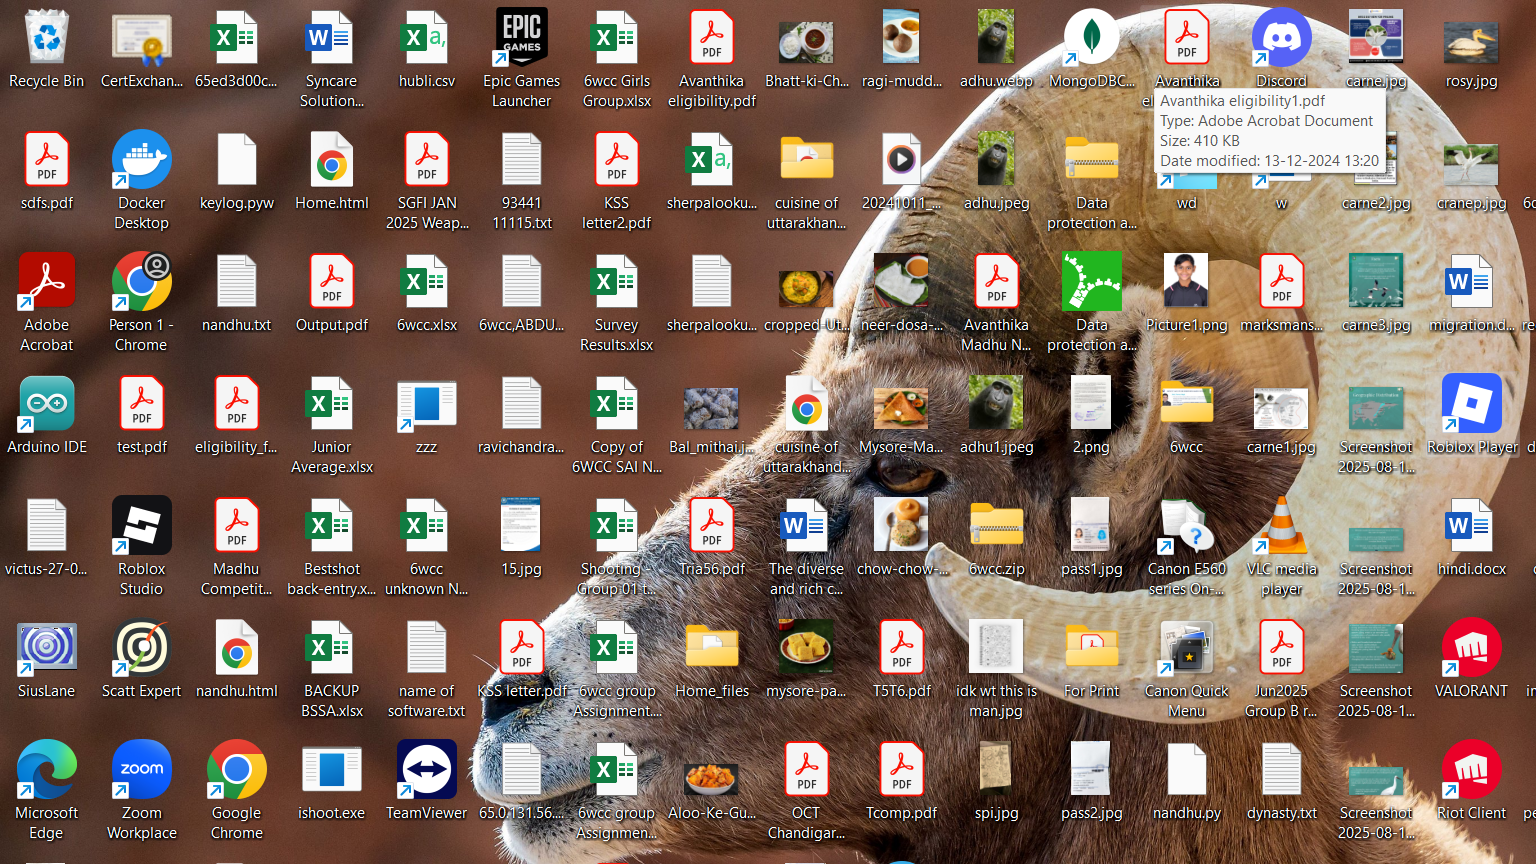 Recycle Bin
CertExchan...
65ed3d00c...
Syncare
Solution...
hubli.csv
Epic Games
Launcher
6wcc Girls
Group.xlsx
Avanthika
eligibility.pdf
Bhatt-ki-Ch...
ragi-mudd...
adhu.webp
MongoDBC...
Avanthika
Discord
carne.jpg
rosy.jpg
Avanthika eligibility1.pdf
Type: Adobe Acrobat Document
Size: 410 KB
Date modified: 13-12-2024 13:20
sdfs.pdf
Docker
Desktop
keylog.pyw
Home.html
SGFI JAN
2025 Weap...
93441
11115.txt
KSS
letter2.pdf
sherpalooku...
cuisine of
uttarakhan...
20241011_...
adhu.jpeg
Data
protection a...
wd
w
carne2.jpg
cranep.jpg
Adobe
Acrobat
Person 1 -
Chrome
nandhu.txt
Output.pdf
6wcc.xlsx
6wcc,ABDU...
Survey
Results.xlsx
sherpalooku...
cropped-Ut...
neer-dosa-...
Avanthika
Madhu N...
Data
protection a...
Picture1.png
marksmans...
carne3.jpg
migration.d...
Arduino IDE
test.pdf
eligibility_f...
Junior
Average.xlsx
zzz
ravichandra...
Copy of
6WCC SAI N...
Bal_mithai.j...
cuisine of
uttarakhand...
Mysore-Ma...
adhu1.jpeg
2.png
6wcc
carne1.jpg
Screenshot
2025-08-1...
Roblox Player
victus-27-0...
Roblox
Studio
Madhu
Competit...
Bestshot
back-entry.x...
6wcc
unknown N...
15.jpg
Shooting -
Group 01 t...
Tria56.pdf
The diverse
and rich c...
chow-chow-...
6wcc.zip
pass1.jpg
Canon E560
series On-...
VLC media
player
Screenshot
2025-08-1...
hindi.docx
SiusLane
Scatt Expert
nandhu.html
BACKUP
BSSA.xlsx
name of
software.txt
KSS letter.pdf
6wcc group
Assignment....
Home_files
mysore-pa...
T5T6.pdf
idk wt this is
man.jpg
For Print
Canon Quick
Menu
Jun2025
Group B r...
Screenshot
2025-08-1...
VALORANT
Microsoft
Edge
Zoom
Workplace
Google
Chrome
ishoot.exe
TeamViewer
65.0.131.56....
6wcc group
Assignmen...
Aloo-Ke-Gu...
OCT
Chandigar...
Tcomp.pdf
spi.jpg
pass2.jpg
nandhu.py
dynasty.txt
Screenshot
2025-08-1...
Riot Client